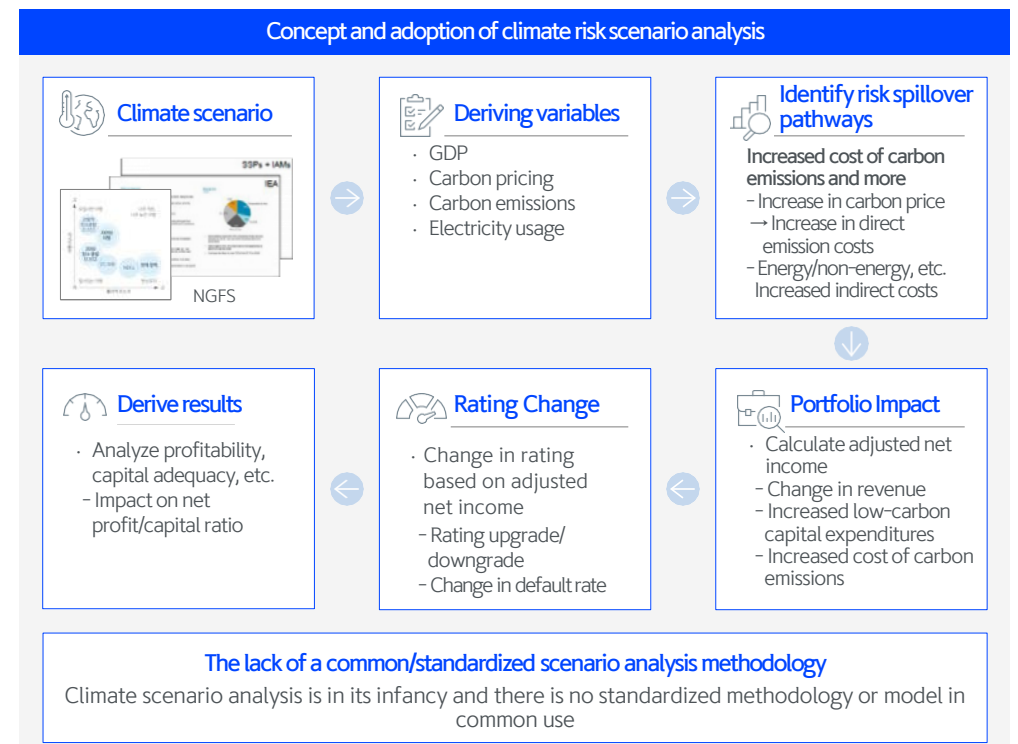 Concept and adoption of climate risk scenario analysis
Climate scenario
SSPs + IAMs
IEA
NGFS
Deriving variables
· GDP
· Carbon pricing
· Carbon emissions
· Electricity usage
Identify risk spillover
pathways
Increased cost of carbon
emissions and more
- Increase in carbon price
→ Increase in direct
emission costs
- Energy/non-energy, etc.
Increased indirect costs
Derive results
· Analyze profitability,
capital adequacy, etc.
- Impact on net
profit/capital ratio
Rating Change
· Change in rating
based on adjusted
net income
- Rating upgrade/
downgrade
- Change in default rate
Portfolio Impact
· Calculate adjusted net
income
- Change in revenue
- Increased low-carbon
capital expenditures
- Increased cost of carbon
emissions
The lack of a common/standardized scenario analysis methodology
Climate scenario analysis is in its infancy and there is no standardized methodology or model in
common use